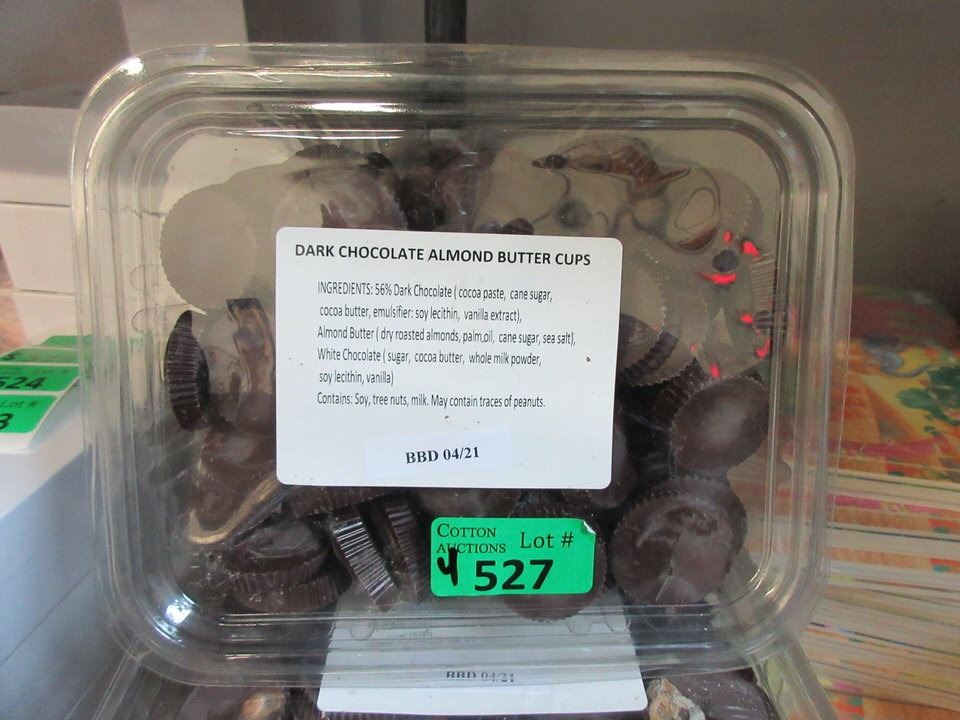 DARK CHOCOLATE ALMOND BUTTER CUPS
INGREDIENTS: 56% Dark Chocolate ( cocoa paste, cane sugar,
cocoa butter, emulsifier: soy lecithin, vanilla extract),
Almond Butter ( dry roasted almonds, palm oil, cane sugar, sea salt),
White Chocolate ( sugar, cocoa butter, whole milk powder,
soy lecithin, vanilla)
Contains: Soy, tree nuts, milk. May contain traces of peanuts.
BBD 04/21
COTTON
AUCTIONS Lot #
4 527
BBD 04/21
524
Lot #
3